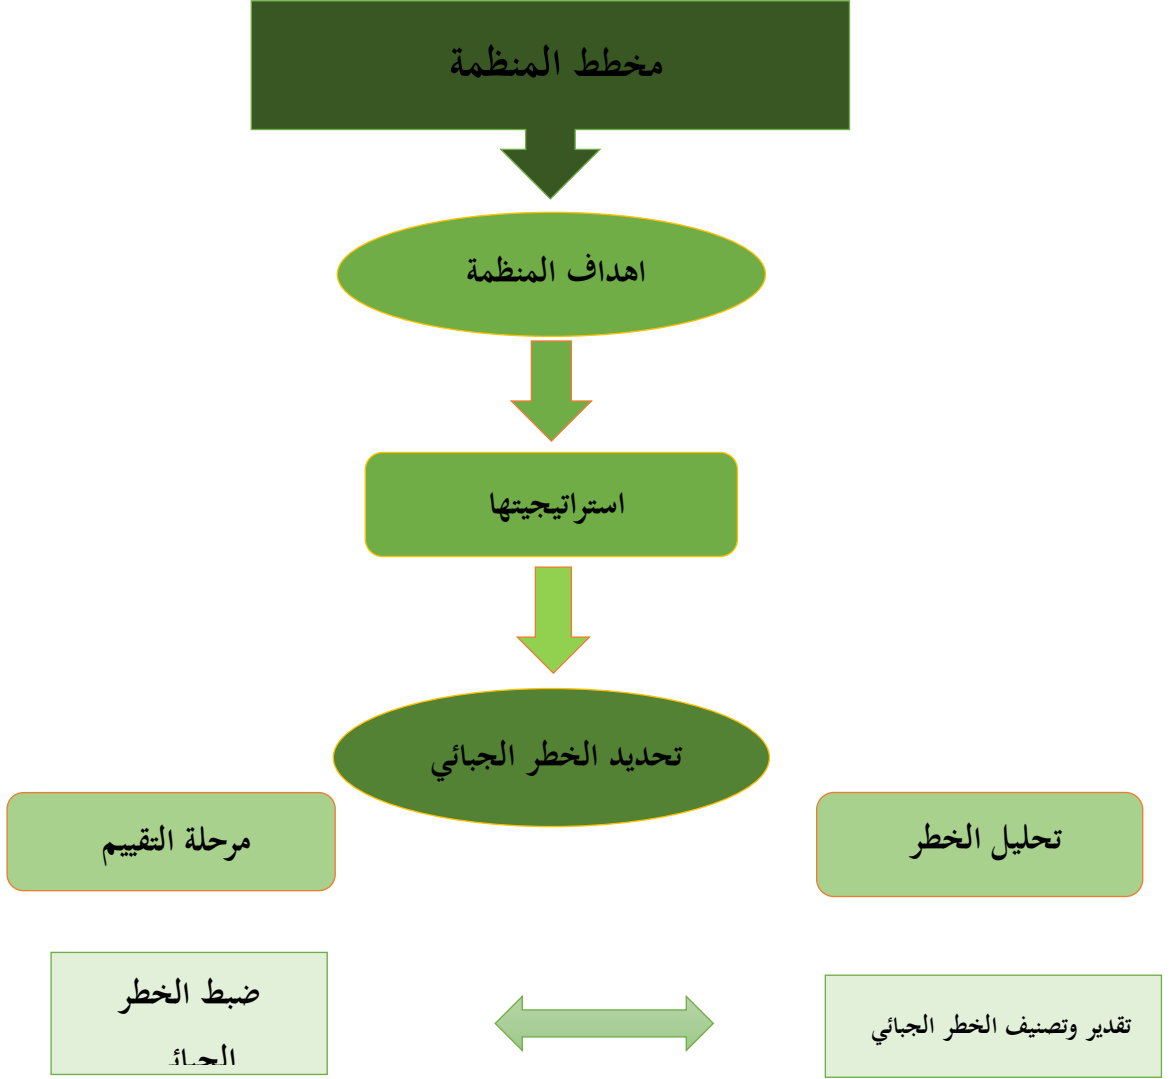 مخطط المنظمة
اهداف المنظمة
استراتيجيتها
تحديد الخطر الجبائي
تحليل الخطر
مرحلة التقييم
تقدير وتصنيف الخطر الجبائي
ضبط الخطر